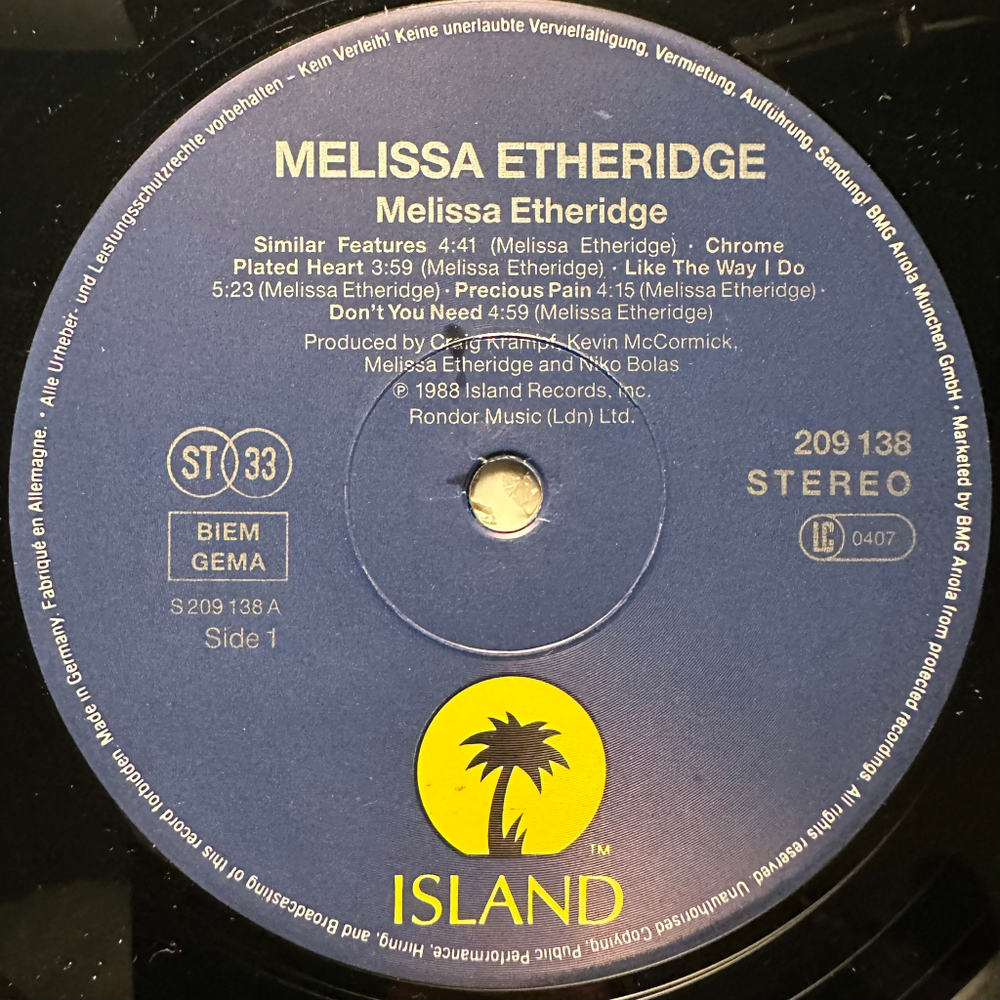 MELISSA ETHERIDGE
Melissa Etheridge
Similar Features 4:41 (Melissa Etheridge) · Chrome
Plated Heart 3:59 (Melissa Etheridge) · Like The Way I Do
5:23 (Melissa Etheridge) · Precious Pain 4:15 (Melissa Etheridge) ·
Don't You Need 4:59 (Melissa Etheridge)
Produced by Craig Krampf, Kevin McCormick,
Melissa Etheridge and Niko Bolas
℗ 1988 Island Records, Inc.
Rondor Music (Ldn) Ltd.
ST 33
BIEM
GEMA
S 209 138 A
Side 1
209 138
STEREO
LC 0407
TM
ISLAND
Alle Urheber- und Leistungsschutzrechte vorbehalten – Kein Verleih! Keine unerlaubte Vervielfältigung, Vermietung, Aufführung, Sendung! BMG Ariola München GmbH • Marketed by BMG Ariola from protected recordings. All rights reserved. Unauthorised Copying, Public Performance, Hiring, and Broadcasting of this record forbidden. Made in Germany. Fabriqué en Allemagne. •